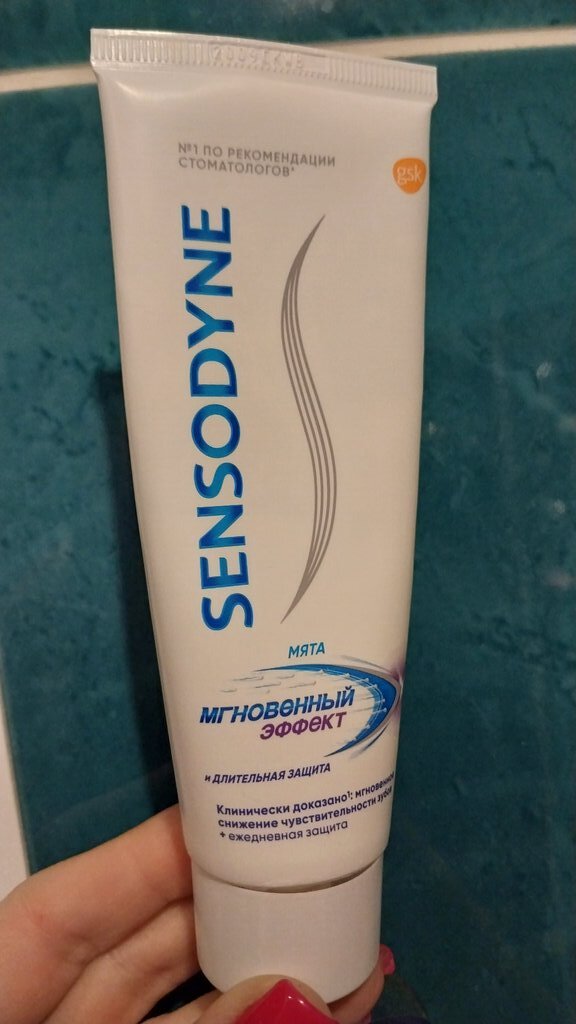 №1 ПО РЕКОМЕНДАЦИИ
СТОМАТОЛОГОВ*
gsk
SENSODYNE
МЯТА
МГНОВЕННЫЙ
ЭФФЕКТ
И ДЛИТЕЛЬНАЯ ЗАЩИТА
Клинически доказано¹: мгновенное
снижение чувствительности зубов
+ ежедневная защита